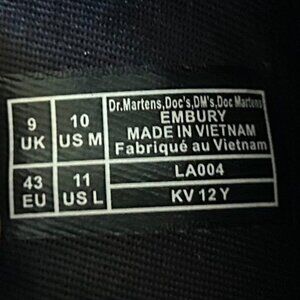 9 UK
10 US M
Dr.Martens,Doc's,DM's,Doc Martens
EMBURY
MADE IN VIETNAM
Fabriqué au Vietnam
43 EU
11 US L
LA004
KV 12 Y